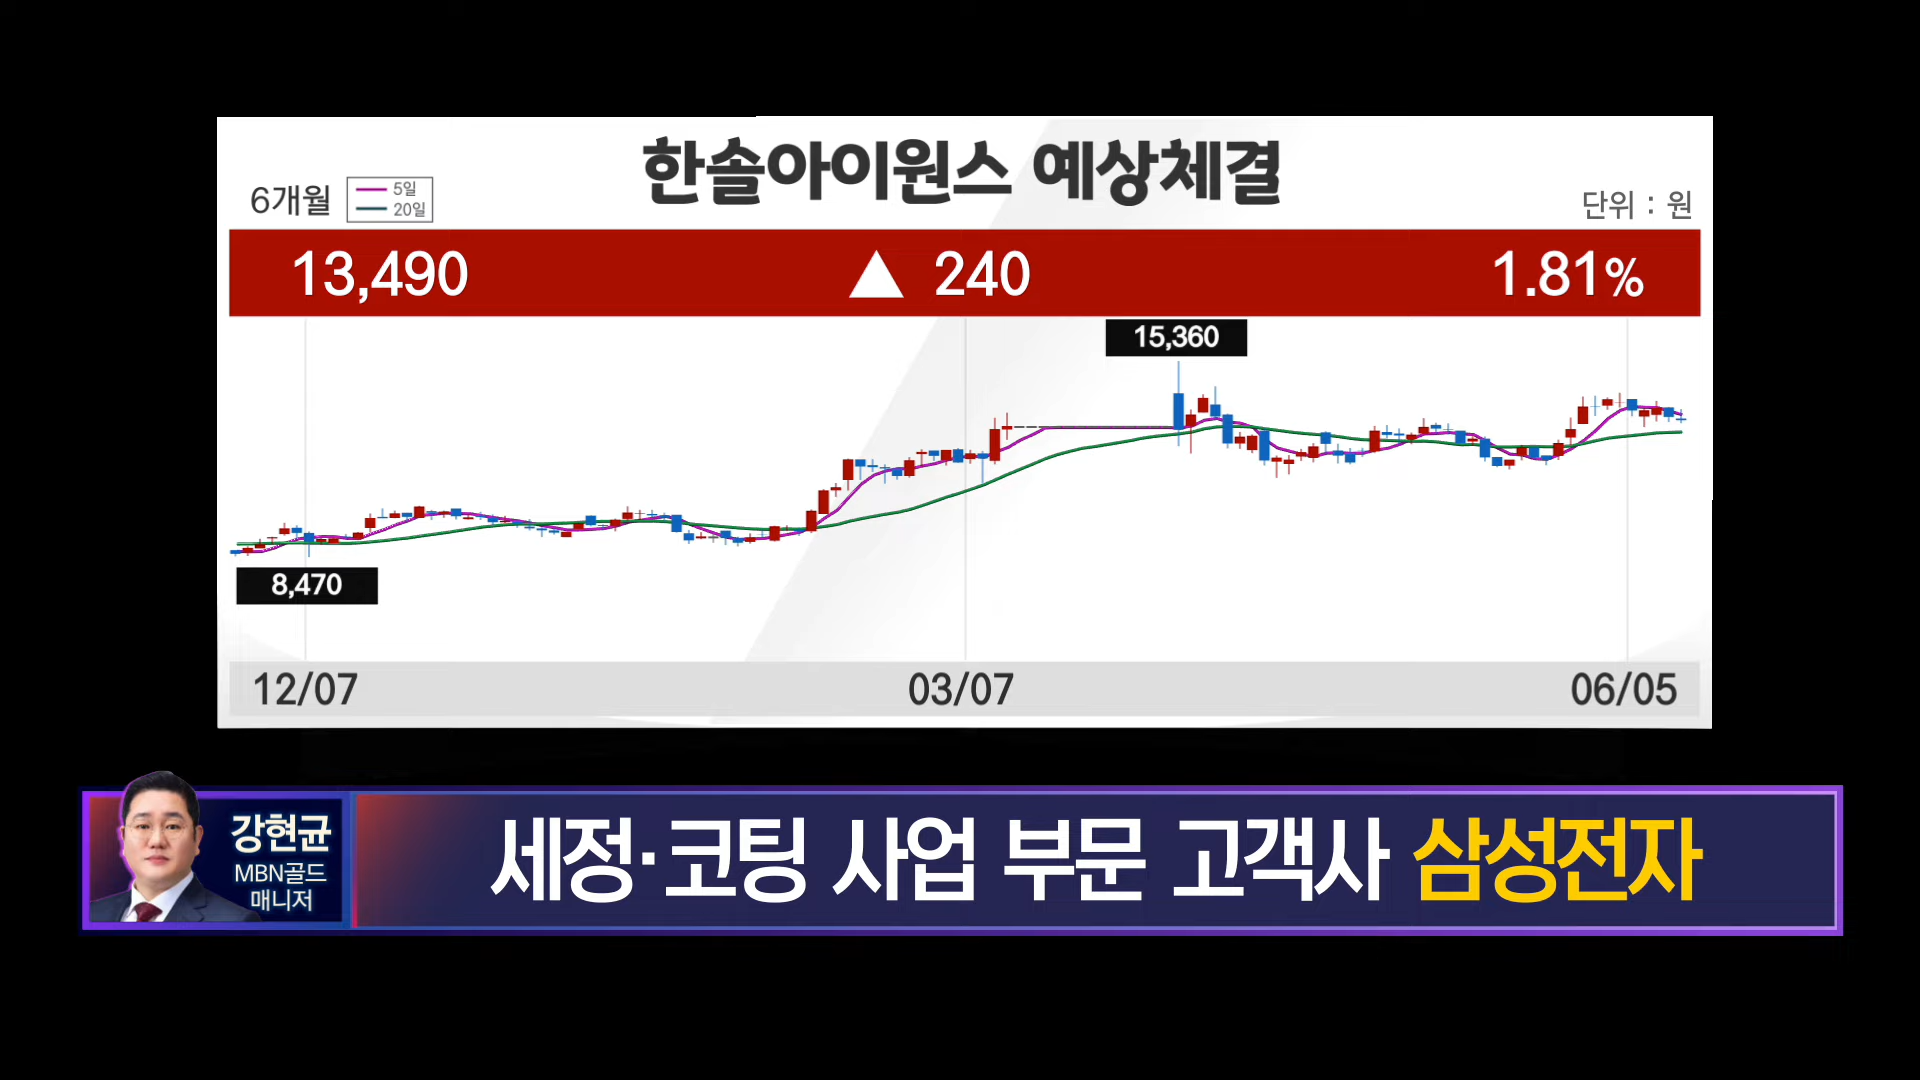 한솔아이원스 예상체결
6개월
5일
20일
단위 : 원
13,490 ▲ 240 1.81%
15,360
8,470
12/07 03/07 06/05
강현균
MBN골드
매니저
세정·코팅 사업 부문 고객사 삼성전자